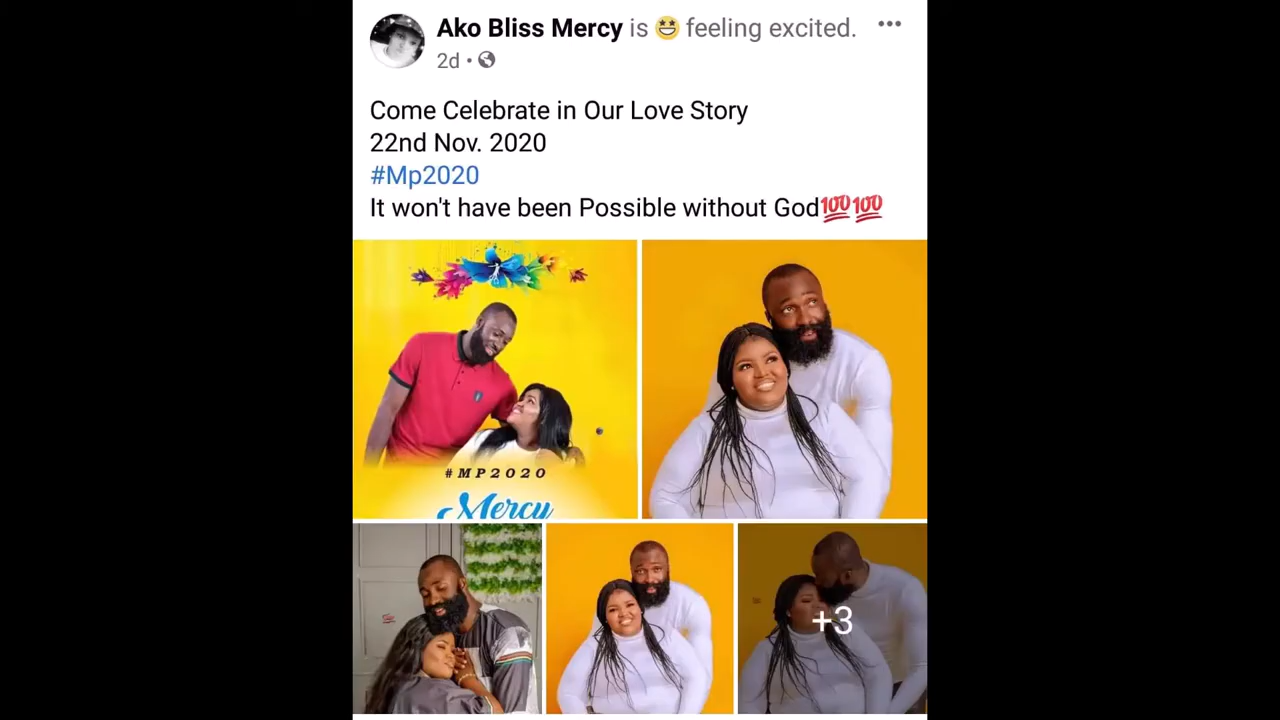 Ako Bliss Mercy is 🤩 feeling excited.
2d •
Come Celebrate in Our Love Story
22nd Nov. 2020
#Mp2020
It won't have been Possible without God💯💯
#MP2020
Mercy
+3